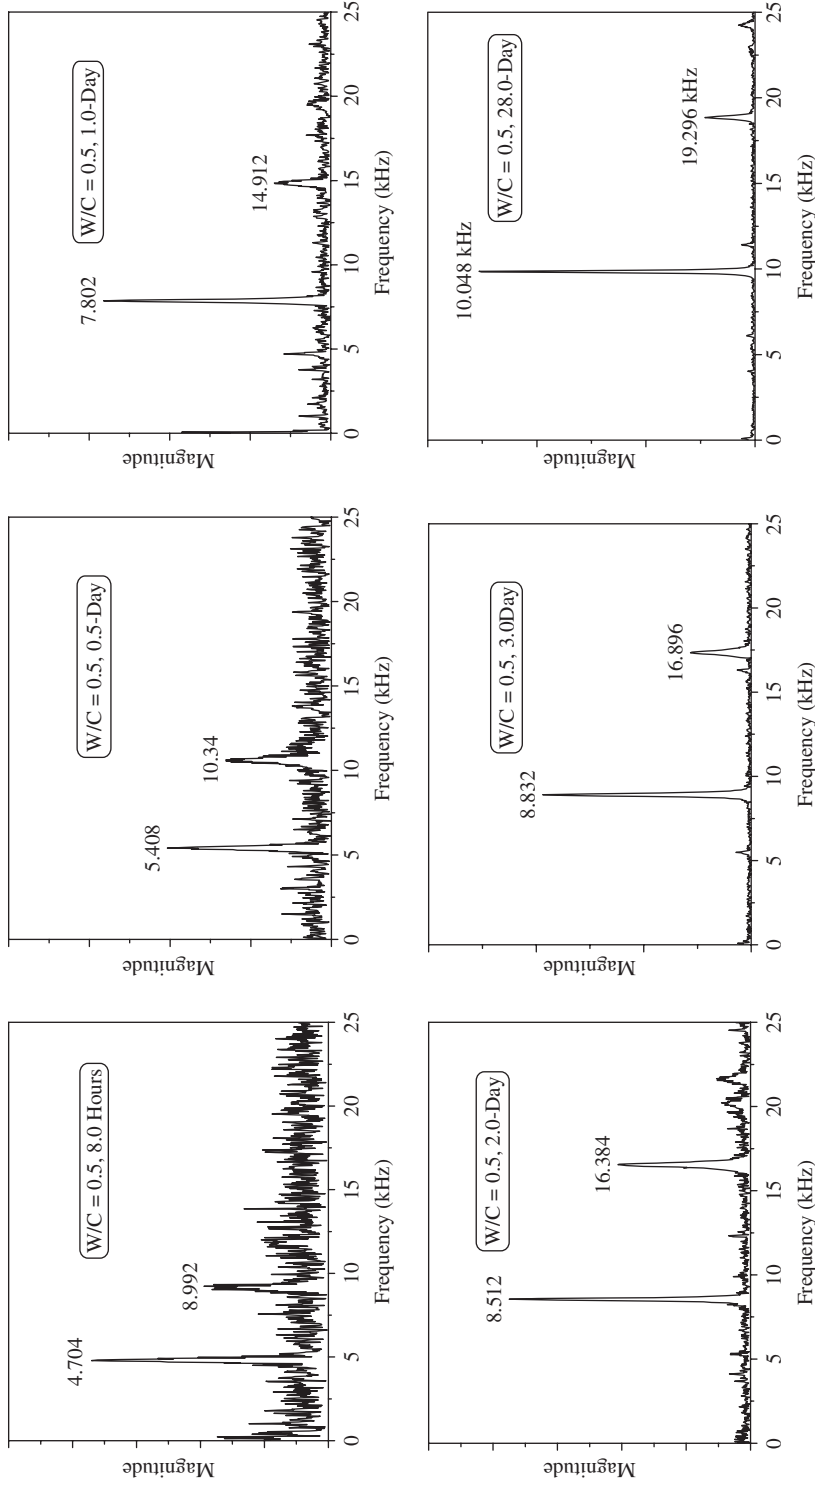 Magnitude
W/C = 0.5, 8.0 Hours
4.704
8.992
0 5 10 15 20 25
Frequency (kHz)
Magnitude
W/C = 0.5, 0.5-Day
5.408
10.34
0 5 10 15 20 25
Frequency (kHz)
Magnitude
W/C = 0.5, 1.0-Day
7.802
14.912
0 5 10 15 20 25
Frequency (kHz)
Magnitude
W/C = 0.5, 2.0-Day
8.512
16.384
0 5 10 15 20 25
Frequency (kHz)
Magnitude
W/C = 0.5, 3.0Day
8.832
16.896
0 5 10 15 20 25
Frequency (kHz)
Magnitude
W/C = 0.5, 28.0-Day
10.048 kHz
19.296 kHz
0 5 10 15 20 25
Frequency (kHz)